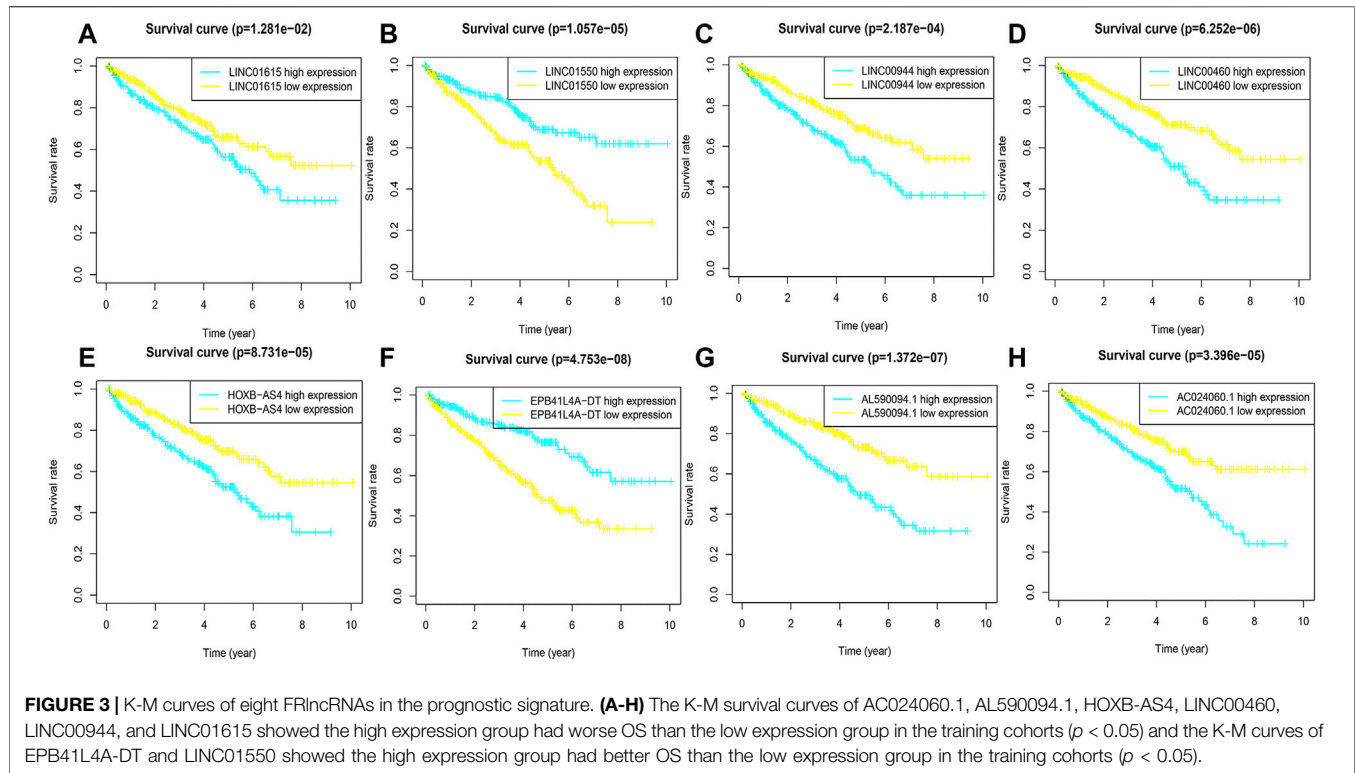 A
Survival curve (p=1.281e−02)
LINC01615 high expression
LINC01615 low expression
Survival rate
1.0
0.8
0.6
0.4
0.2
0.0
0 2 4 6 8 10
Time (year)
B
Survival curve (p=1.057e−05)
LINC01550 high expression
LINC01550 low expression
Survival rate
1.0
0.8
0.6
0.4
0.2
0.0
0 2 4 6 8 10
Time (year)
C
Survival curve (p=2.187e−04)
LINC00944 high expression
LINC00944 low expression
Survival rate
1.0
0.8
0.6
0.4
0.2
0.0
0 2 4 6 8 10
Time (year)
D
Survival curve (p=6.252e−06)
LINC00460 high expression
LINC00460 low expression
Survival rate
1.0
0.8
0.6
0.4
0.2
0.0
0 2 4 6 8 10
Time (year)
E
Survival curve (p=8.731e−05)
HOXB-AS4 high expression
HOXB-AS4 low expression
Survival rate
1.0
0.8
0.6
0.4
0.2
0.0
0 2 4 6 8 10
Time (year)
F
Survival curve (p=4.753e−08)
EPB41L4A−DT high expression
EPB41L4A−DT low expression
Survival rate
1.0
0.8
0.6
0.4
0.2
0.0
0 2 4 6 8 10
Time (year)
G
Survival curve (p=1.372e−07)
AL590094.1 high expression
AL590094.1 low expression
Survival rate
1.0
0.8
0.6
0.4
0.2
0.0
0 2 4 6 8 10
Time (year)
H
Survival curve (p=3.396e−05)
AC024060.1 high expression
AC024060.1 low expression
Survival rate
1.0
0.8
0.6
0.4
0.2
0.0
0 2 4 6 8 10
Time (year)
FIGURE 3 | K-M curves of eight FRlncRNAs in the prognostic signature. (A-H) The K-M survival curves of AC024060.1, AL590094.1, HOXB-AS4, LINC00460,
LINC00944, and LINC01615 showed the high expression group had worse OS than the low expression group in the training cohorts (p < 0.05) and the K-M curves of
EPB41L4A-DT and LINC01550 showed the high expression group had better OS than the low expression group in the training cohorts (p < 0.05).